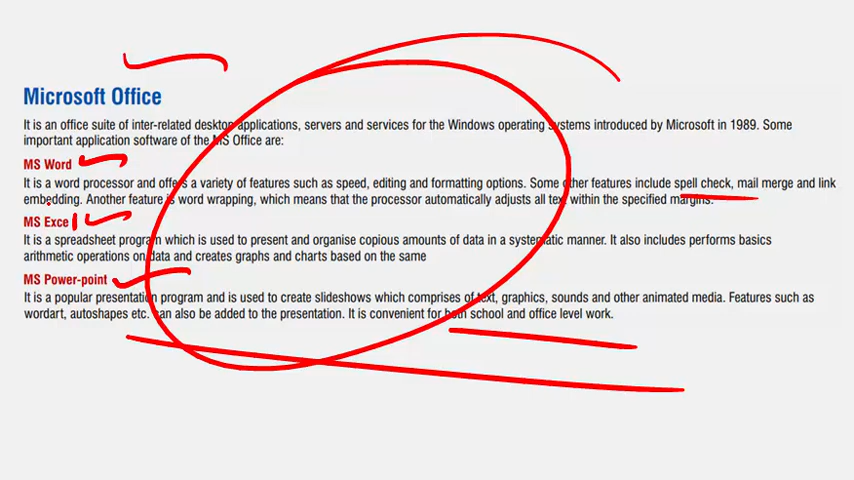 Microsoft Office
It is an office suite of inter-related desktop applications, servers and services for the Windows operating systems introduced by Microsoft in 1989. Some
important application software of the MS Office are:
MS Word
It is a word processor and offers a variety of features such as speed, editing and formatting options. Some other features include spell check, mail merge and link
embedding. Another feature is word wrapping, which means that the processor automatically adjusts all text within the specified margins.
MS Excel
It is a spreadsheet program which is used to present and organise copious amounts of data in a systematic manner. It also includes performs basics
arithmetic operations on data and creates graphs and charts based on the same
MS Power-point
It is a popular presentation program and is used to create slideshows which comprises of text, graphics, sounds and other animated media. Features such as
wordart, autoshapes etc. can also be added to the presentation. It is convenient for both school and office level work.